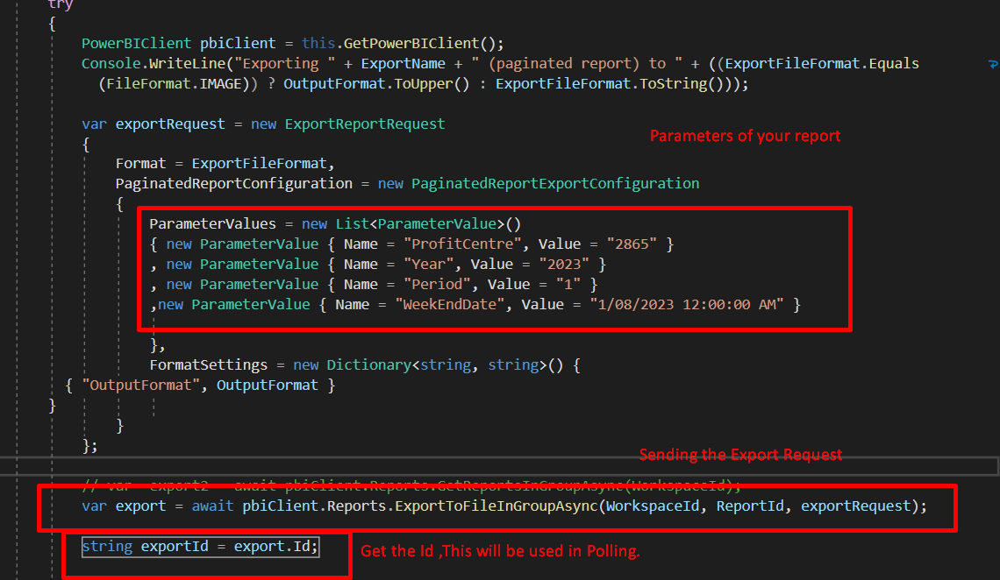 try
{
PowerBIClient pbiClient = this.GetPowerBIClient();
Console.WriteLine("Exporting " + ExportName + " (paginated report) to " + ((ExportFileFormat.Equals
(FileFormat.IMAGE)) ? OutputFormat.ToUpper() : ExportFileFormat.ToString()));
var exportRequest = new ExportReportRequest
Parameters of your report
{
Format = ExportFileFormat,
PaginatedReportConfiguration = new PaginatedReportExportConfiguration
{
ParameterValues = new List<ParameterValue>()
{ new ParameterValue { Name = "ProfitCentre", Value = "2865" }
, new ParameterValue { Name = "Year", Value = "2023" }
, new ParameterValue { Name = "Period", Value = "1" }
,new ParameterValue { Name = "WeekEndDate", Value = "1/08/2023 12:00:00 AM" }
},
FormatSettings = new Dictionary<string, string>() {
{ "OutputFormat", OutputFormat }
}
}
};
Sending the Export Request
// var export2 = await pbiClient.Reports.GetReportsInGroupAsync(WorkspaceId);
var export = await pbiClient.Reports.ExportToFileInGroupAsync(WorkspaceId, ReportId, exportRequest);
string exportId = export.Id;
Get the Id ,This will be used in Polling.